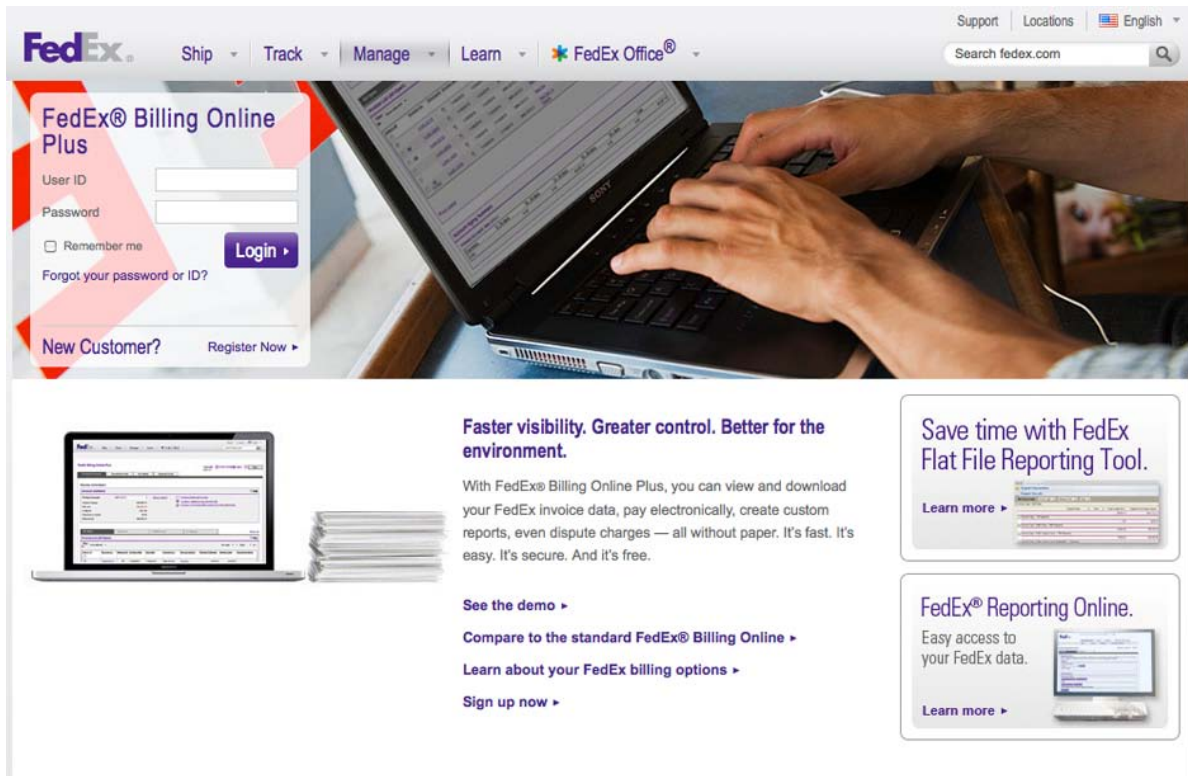 Support
Locations
English
FedEx®
Ship
Track
Manage
Learn
FedEx Office®
Search fedex.com
FedEx® Billing Online
Plus
User ID
Password
Remember me
Login
Forgot your password or ID?
New Customer?
Register Now
SONY
Faster visibility. Greater control. Better for the
environment.
With FedEx® Billing Online Plus, you can view and download
your FedEx invoice data, pay electronically, create custom
reports, even dispute charges — all without paper. It's fast. It's
easy. It's secure. And it's free.
See the demo
Compare to the standard FedEx® Billing Online
Learn about your FedEx billing options
Sign up now
Save time with FedEx
Flat File Reporting Tool.
Learn more
FedEx® Reporting Online.
Easy access to
your FedEx data.
Learn more